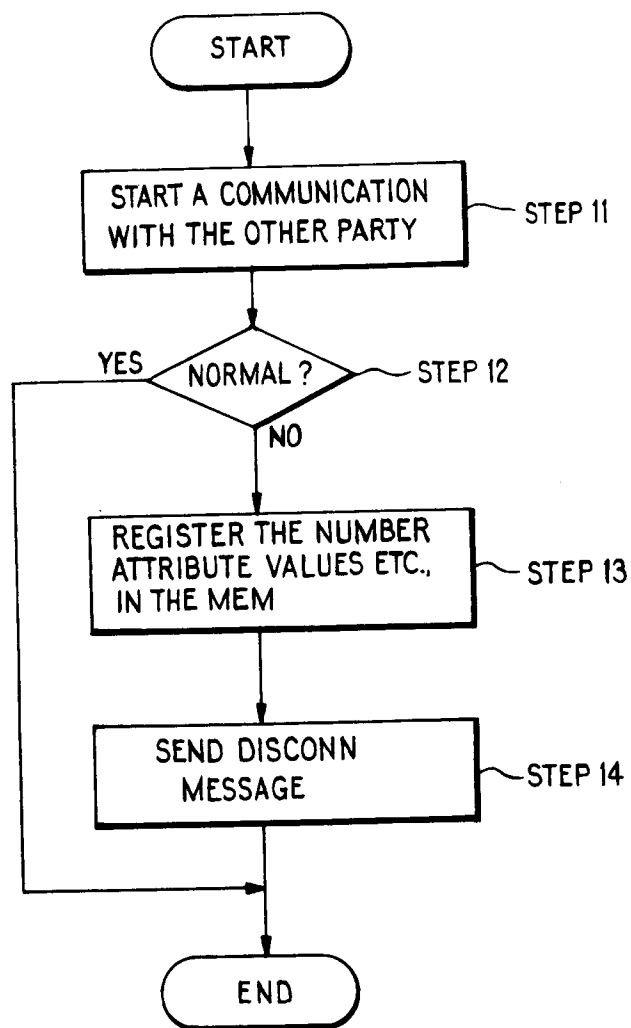 START
START A COMMUNICATION
WITH THE OTHER PARTY
STEP 11
YES
NORMAL?
STEP 12
NO
REGISTER THE NUMBER
ATTRIBUTE VALUES ETC.,
IN THE MEM
STEP 13
SEND DISCONN
MESSAGE
STEP 14
END